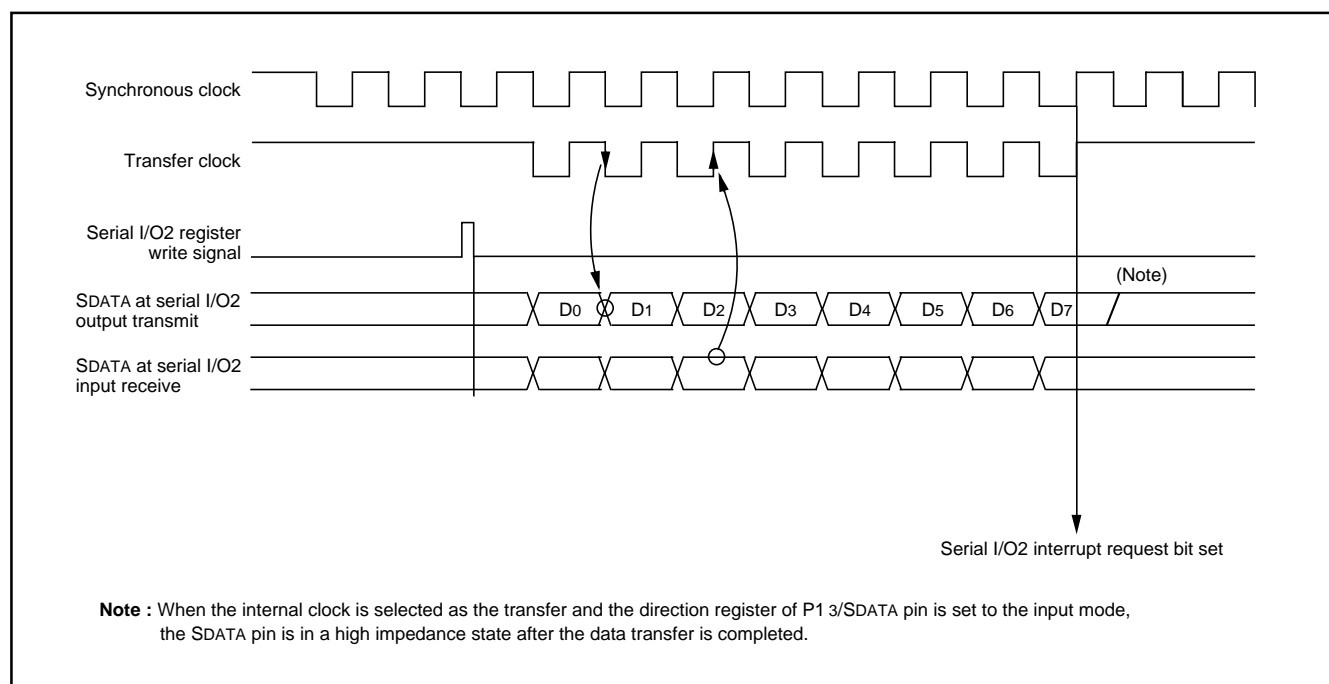 Synchronous clock
Transfer clock
Serial I/O2 register
write signal
SDATA at serial I/O2
output transmit
(Note)
D0 D1 D2 D3 D4 D5 D6 D7
SDATA at serial I/O2
input receive
Serial I/O2 interrupt request bit set
Note : When the internal clock is selected as the transfer and the direction register of P1 3/SDATA pin is set to the input mode,
the SDATA pin is in a high impedance state after the data transfer is completed.